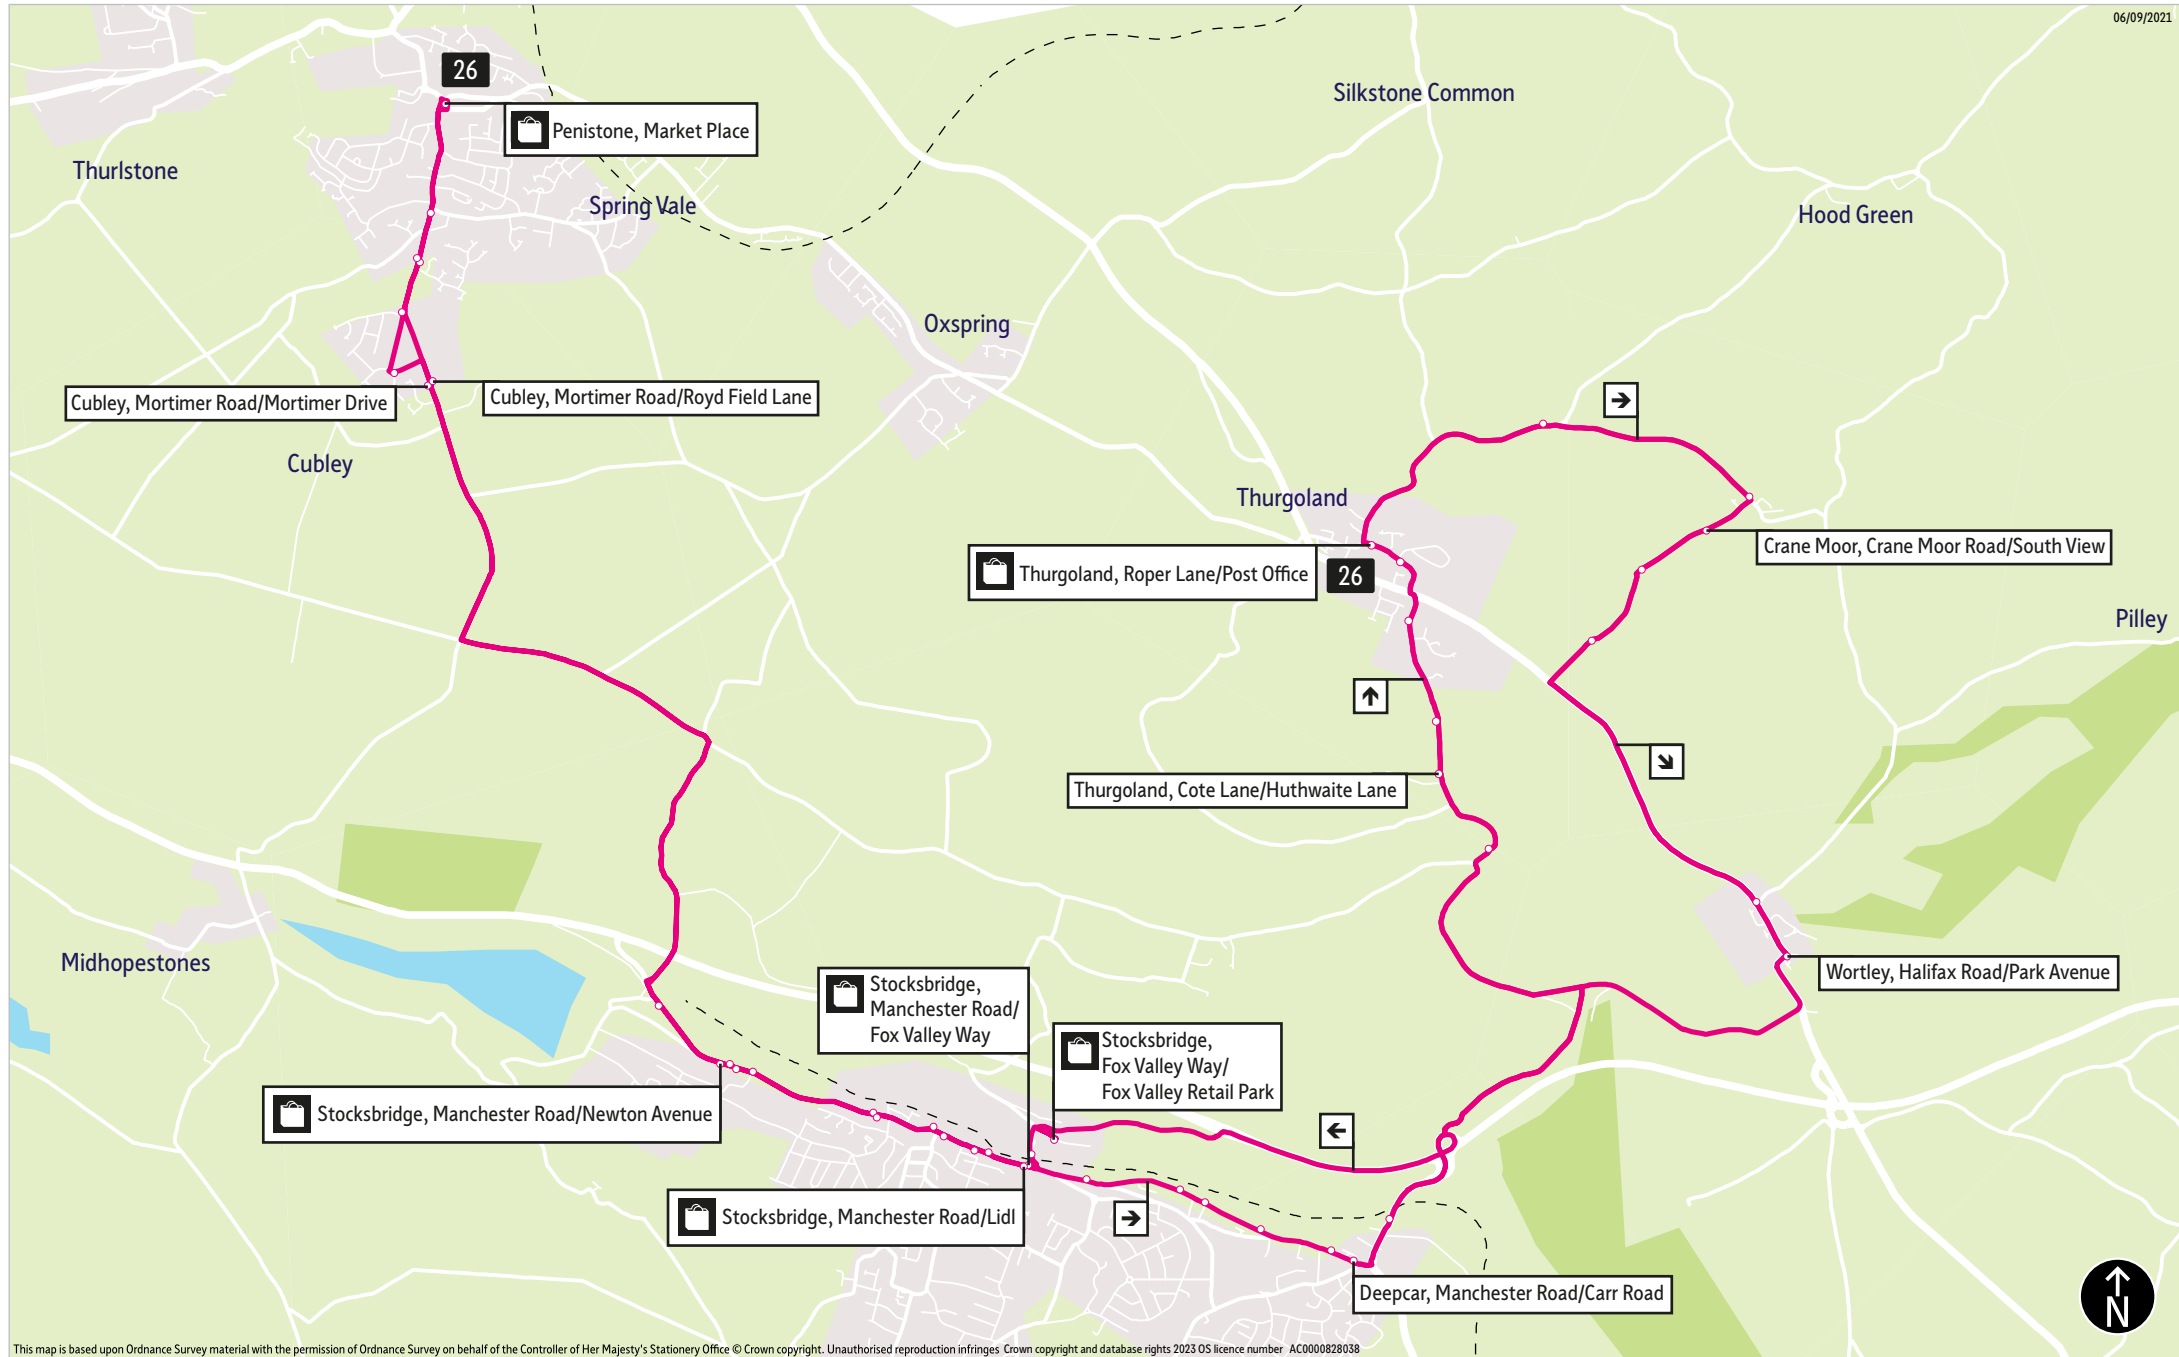 06/09/2021
26
Silkstone Common
Penistone, Market Place
Thurlstone
Spring Vale
Hood Green
Oxspring
Cubley, Mortimer Road/Mortimer Drive
Cubley, Mortimer Road/Royd Field Lane
Cubley
Thurgoland
Crane Moor, Crane Moor Road/South View
Thurgoland, Roper Lane/Post Office
26
Pilley
Thurgoland, Cote Lane/Huthwaite Lane
Midhopestones
Wortley, Halifax Road/Park Avenue
Stocksbridge,
Manchester Road/
Fox Valley Way
Stocksbridge,
Fox Valley Way/
Fox Valley Retail Park
Stocksbridge, Manchester Road/Newton Avenue
Stocksbridge, Manchester Road/Lidl
Deepcar, Manchester Road/Carr Road
N
This map is based upon Ordnance Survey material with the permission of Ordnance Survey on behalf of the Controller of Her Majesty's Stationery Office © Crown copyright. Unauthorised reproduction infringes Crown copyright and database rights 2023 OS licence number AC0000828038